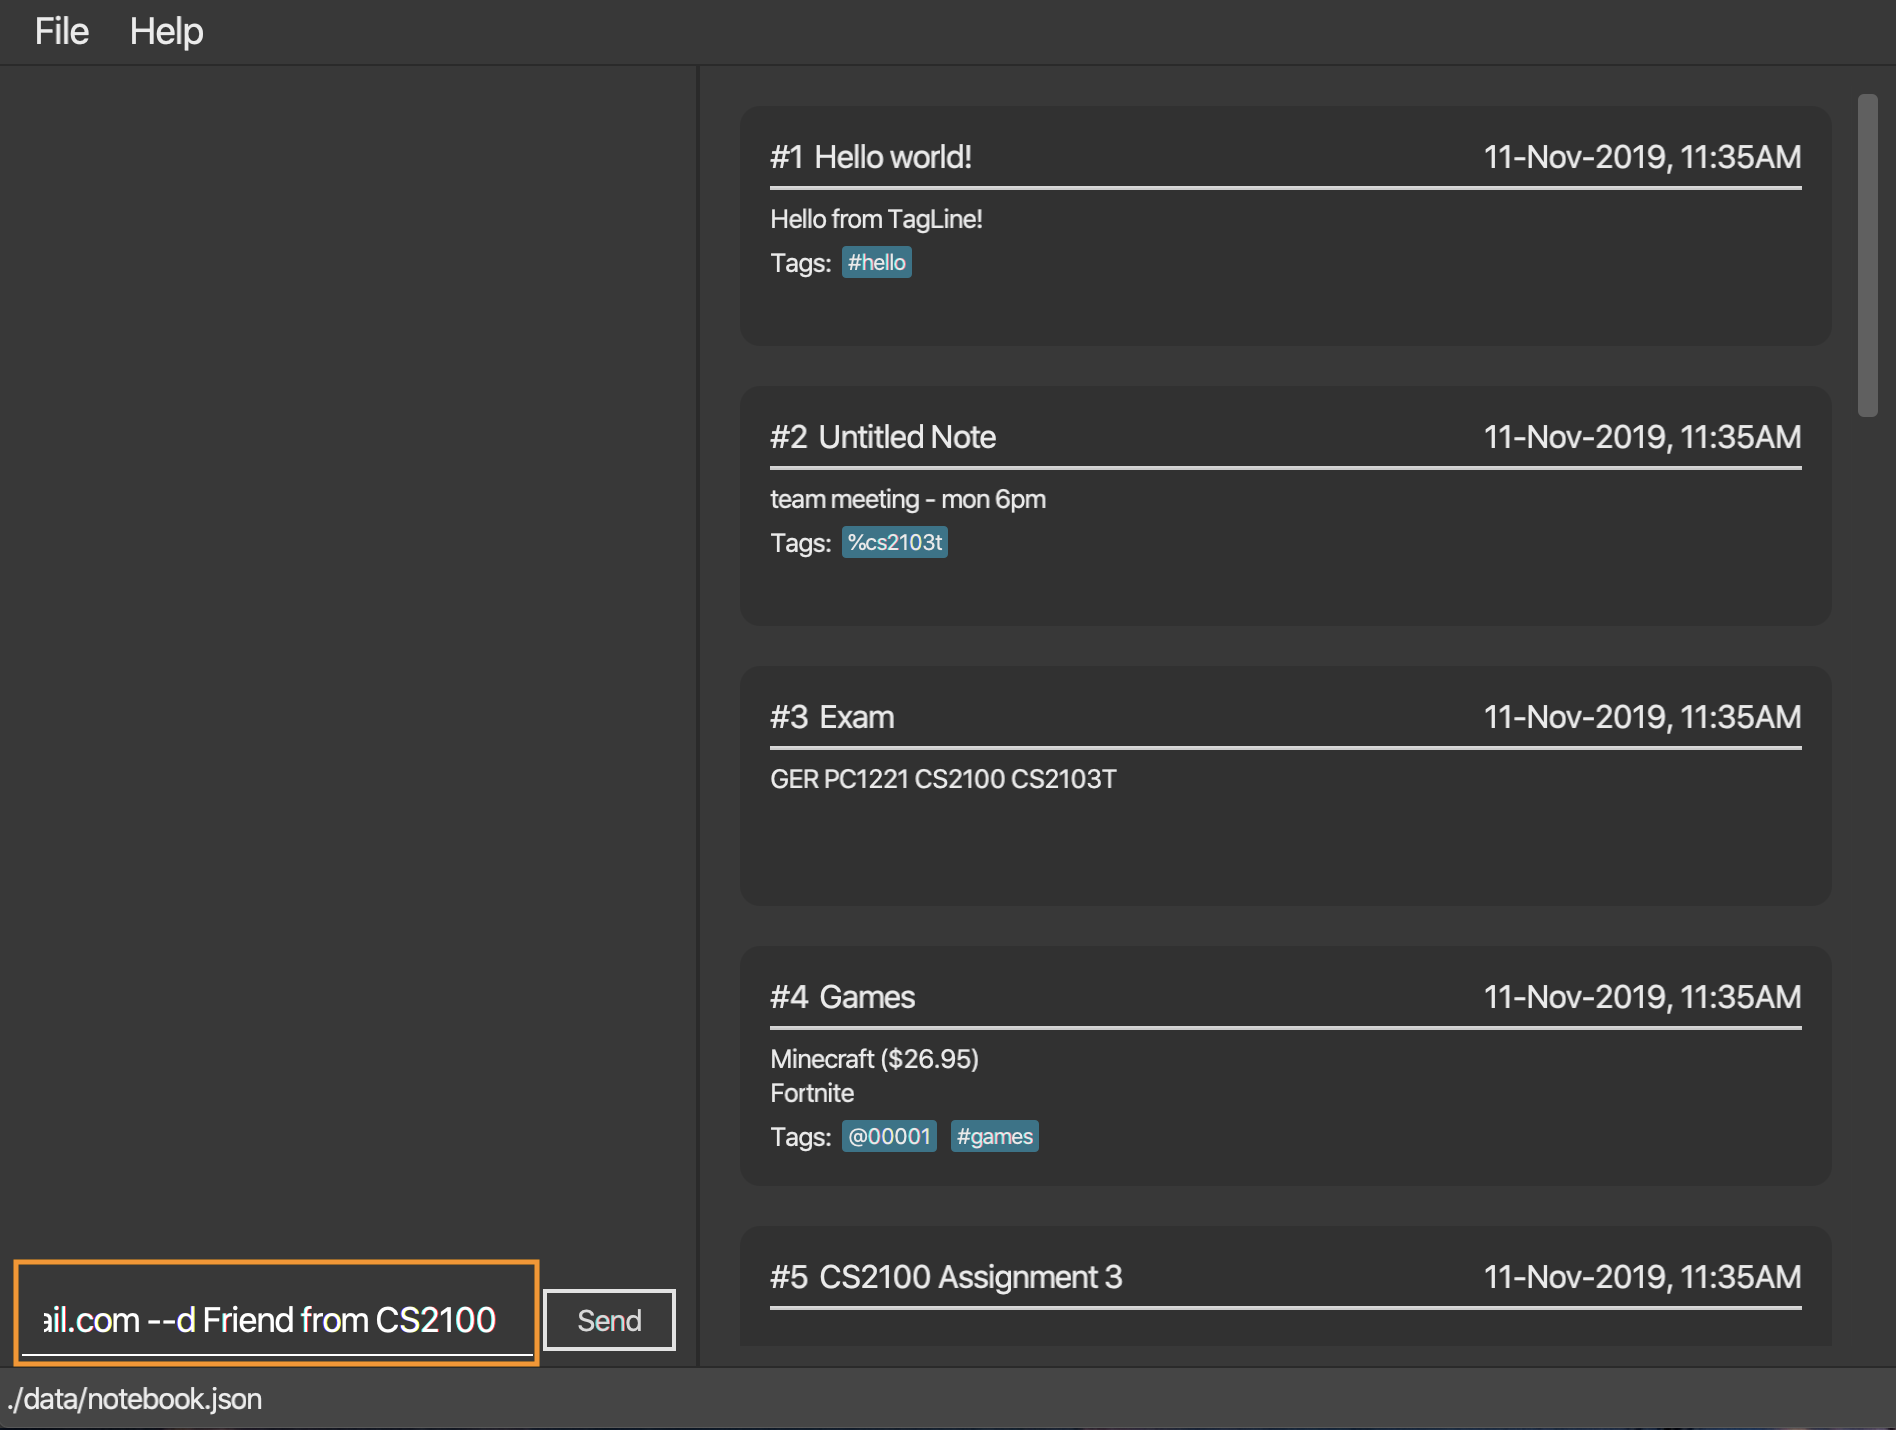 File Help
#1 Hello world! 11-Nov-2019, 11:35AM
Hello from TagLine!
Tags: #hello
#2 Untitled Note 11-Nov-2019, 11:35AM
team meeting - mon 6pm
Tags: %cs2103t
#3 Exam 11-Nov-2019, 11:35AM
GER PC1221 CS2100 CS2103T
#4 Games 11-Nov-2019, 11:35AM
Minecraft ($26.95)
Fortnite
Tags: @00001 #games
#5 CS2100 Assignment 3 11-Nov-2019, 11:35AM
ail.com --d Friend from CS2100 Send
./data/notebook.json